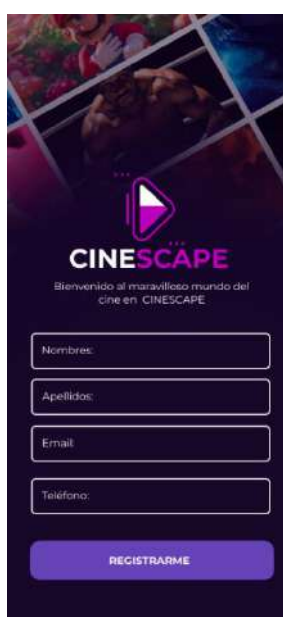 CINESCAPE
Bienvenido al maravilloso mundo del
cine en CINESCAPE
Nombres:
Apellidos:
Email:
Teléfono:
REGISTRARME